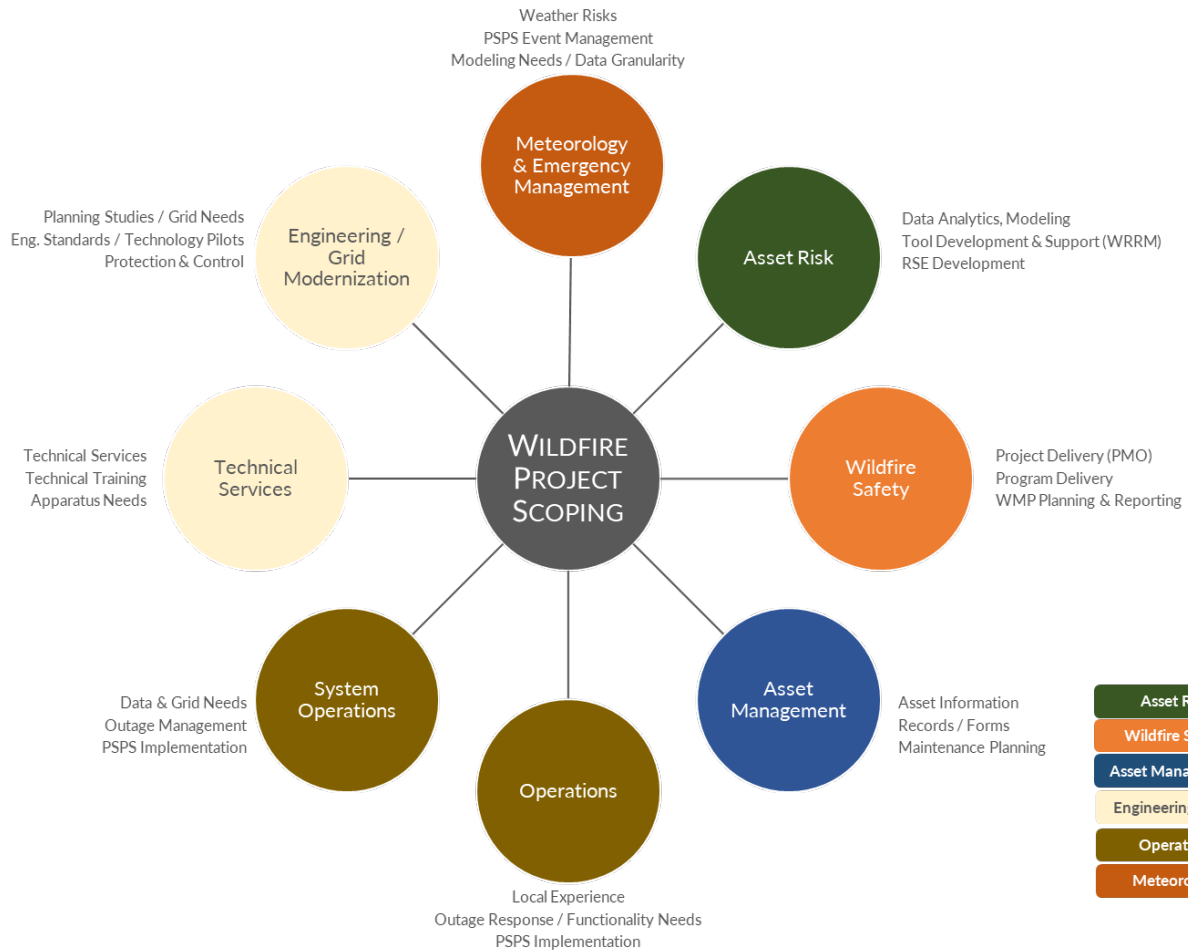 Weather Risks
PSPS Event Management
Modeling Needs / Data Granularity
Meteorology
& Emergency
Management
Planning Studies / Grid Needs
Eng. Standards / Technology Pilots
Protection & Control
Engineering /
Grid
Modernization
Asset Risk
Data Analytics, Modeling
Tool Development & Support (WRRM)
RSE Development
Technical Services
Technical Training
Apparatus Needs
Technical
Services
WILDFIRE
PROJECT
SCOPING
Wildfire
Safety
Project Delivery (PMO)
Program Delivery
WMP Planning & Reporting
Data & Grid Needs
Outage Management
PSPS Implementation
System
Operations
Operations
Local Experience
Outage Response / Functionality Needs
PSPS Implementation
Asset
Management
Asset Information
Records / Forms
Maintenance Planning
Asset
Wildfire
Asset
Engineering